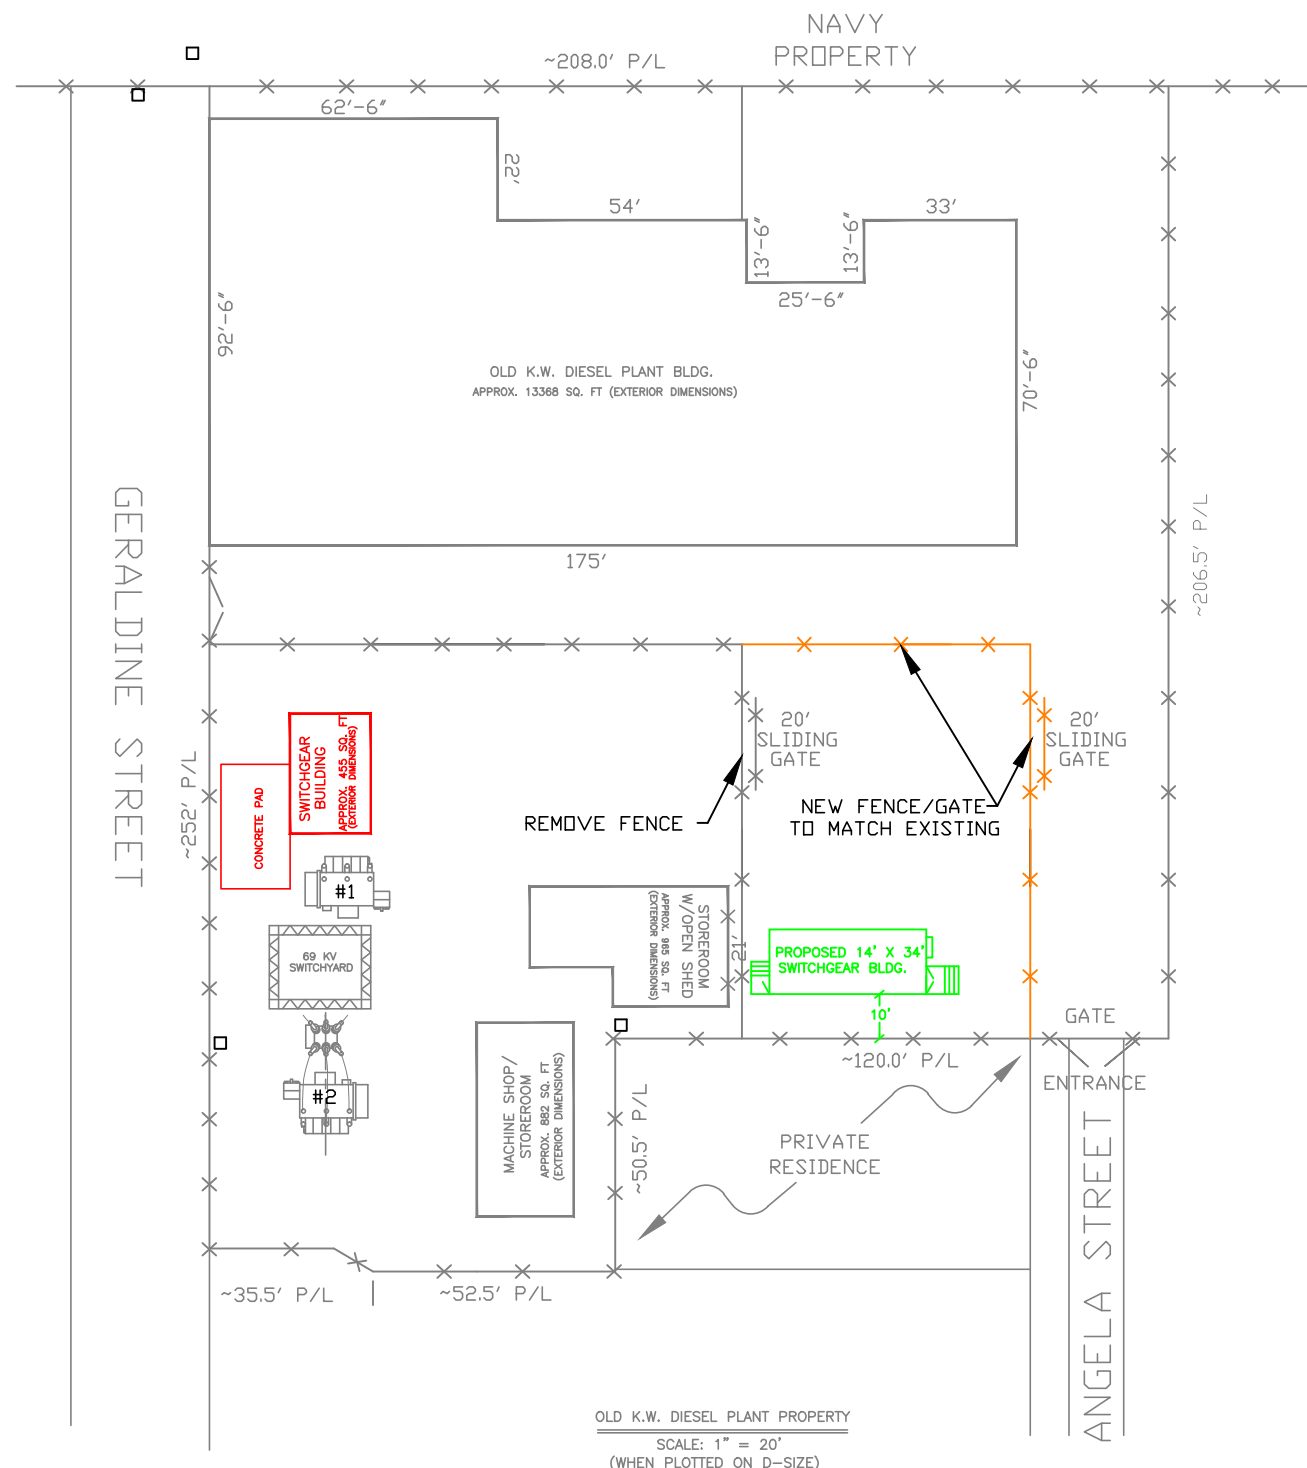 NAVY
PROPERTY
~208.0' P/L
62'-6"
22'
54'
13'-6"
13'-6"
33'
25'-6"
92'-6"
OLD K.W. DIESEL PLANT BLDG.
APPROX. 13368 SQ. FT (EXTERIOR DIMENSIONS)
70'-6"
175'
GERALDINE STREET
~206.5' P/L
~252' P/L
SWITCHGEAR
BUILDING
APPROX. 455 SQ. FT
(EXTERIOR DIMENSIONS)
CONCRETE PAD
20'
SLIDING
GATE
20'
SLIDING
GATE
REMOVE FENCE
NEW FENCE/GATE
TO MATCH EXISTING
#1
69 KV
SWITCHYARD
#2
STOREROOM
W/OPEN SHED
APPROX. 965 SQ. FT
(EXTERIOR DIMENSIONS)
21'
PROPOSED 14' X 34'
SWITCHGEAR BLDG.
10'
GATE
~120.0' P/L
ENTRANCE
MACHINE SHOP/
STOREROOM
APPROX. 882 SQ. FT
(EXTERIOR DIMENSIONS)
~50.5' P/L
PRIVATE
RESIDENCE
ANGELA STREET
~35.5' P/L
~52.5' P/L
OLD K.W. DIESEL PLANT PROPERTY
SCALE: 1" = 20'
(WHEN PLOTTED ON D-SIZE)